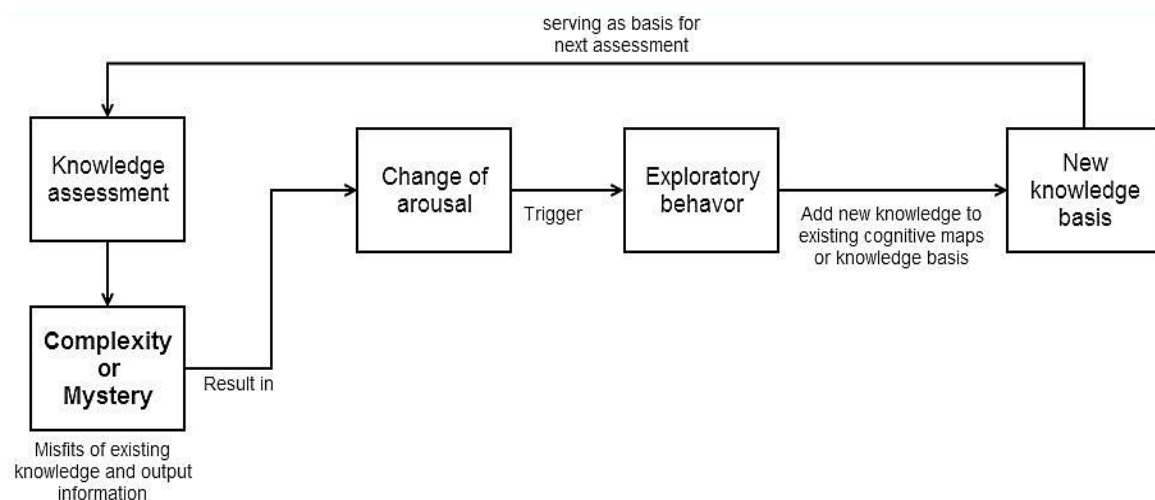 serving as basis for
next assessment
Knowledge
assessment
Change of
arousal
Exploratory
behavor
New
knowledge
basis
Trigger
Add new knowledge to
existing cognitive maps
or knowledge basis
Complexity
or
Mystery
Result in
Misfits of existing
knowledge and output
information